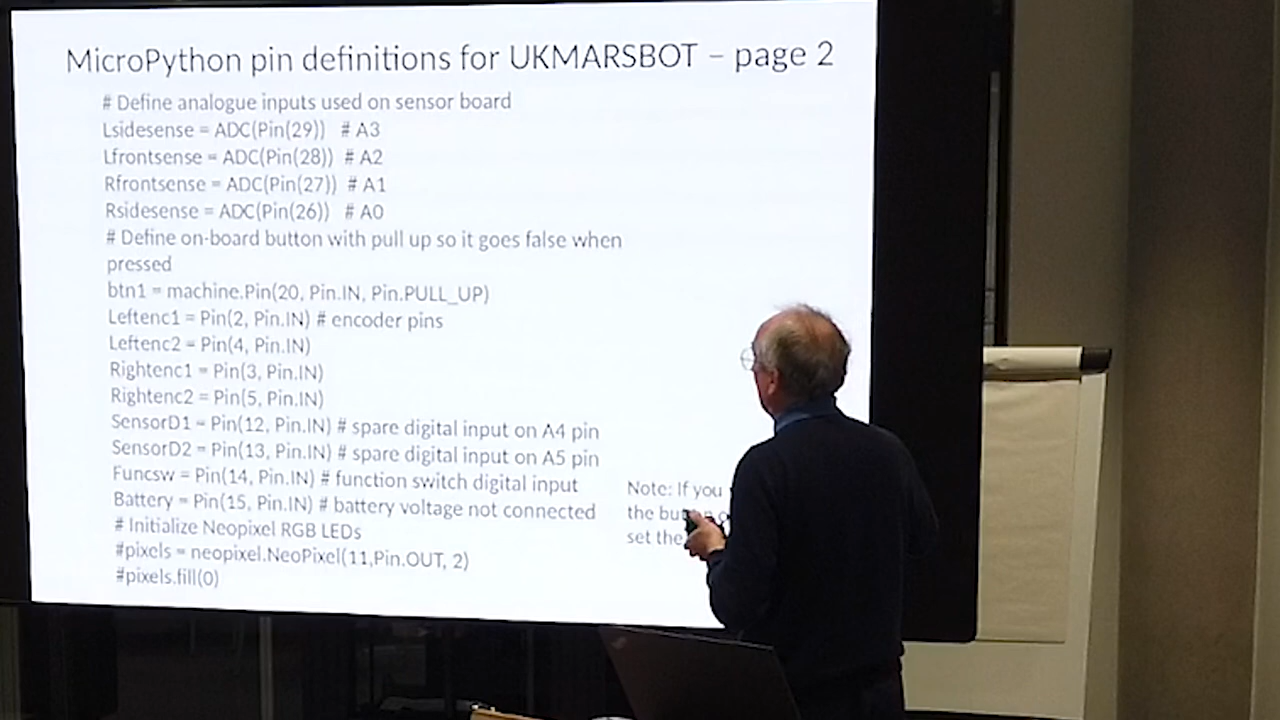 MicroPython pin definitions for UKMARSBOT – page 2
# Define analogue inputs used on sensor board
Lsidesense = ADC(Pin(29)) # A3
Lfrontsense = ADC(Pin(28)) # A2
Rfrontsense = ADC(Pin(27)) # A1
Rsidesense = ADC(Pin(26)) # A0
# Define on-board button with pull up so it goes false when
pressed
btn1 = machine.Pin(20, Pin.IN, Pin.PULL_UP)
Leftenc1 = Pin(2, Pin.IN) # encoder pins
Leftenc2 = Pin(4, Pin.IN)
Rightenc1 = Pin(3, Pin.IN)
Rightenc2 = Pin(5, Pin.IN)
SensorD1 = Pin(12, Pin.IN) # spare digital input on A4 pin
SensorD2 = Pin(13, Pin.IN) # spare digital input on A5 pin
Funcsw = Pin(14, Pin.IN) # function switch digital input
Battery = Pin(15, Pin.IN) # battery voltage not connected
# Initialize Neopixel RGB LEDs
#pixels = neopixel.NeoPixel(11,Pin.OUT, 2)
#pixels.fill(0)
Note: If you
the
set the